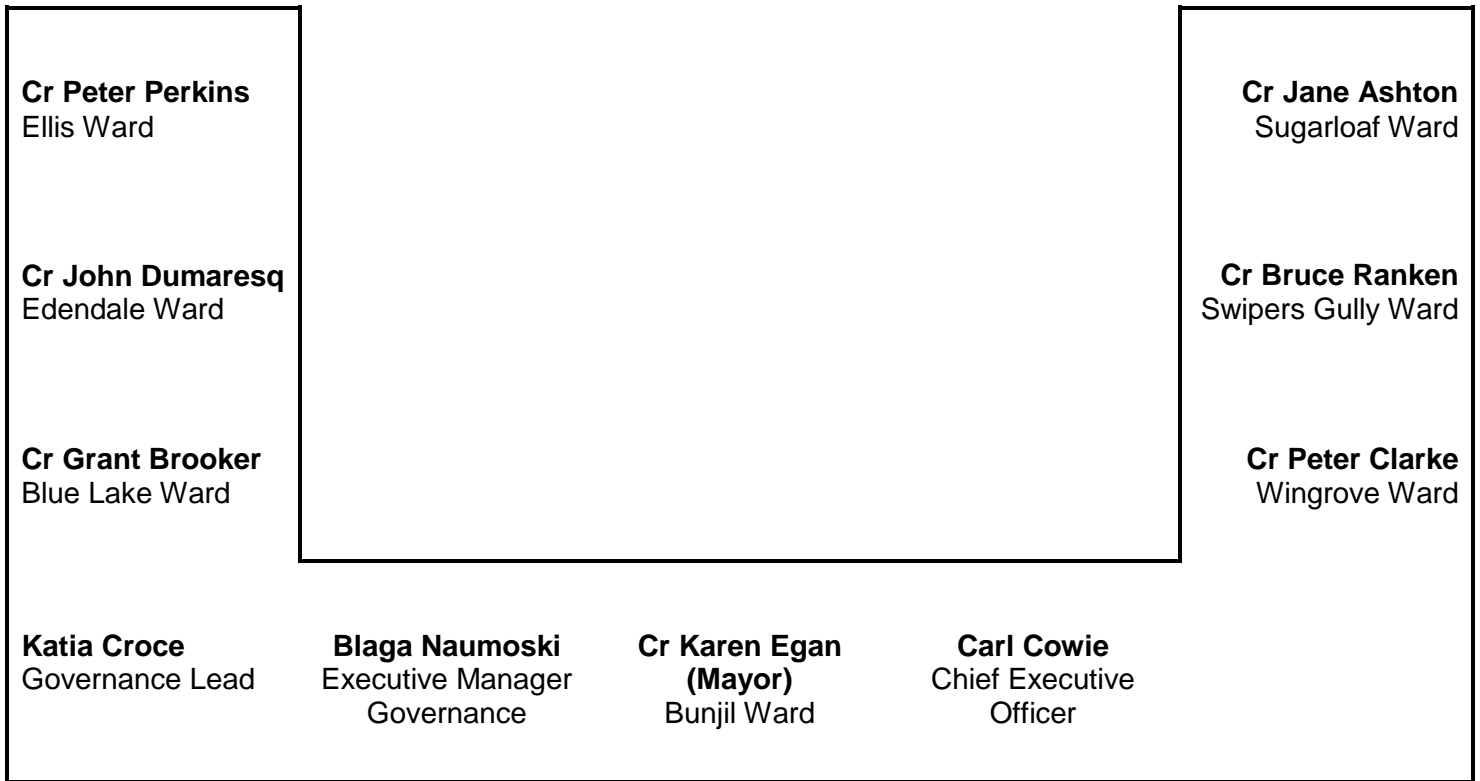 Cr Peter Perkins
Ellis Ward
Cr Jane Ashton
Sugarloaf Ward
Cr John Dumaresq
Edendale Ward
Cr Bruce Ranken
Swipers Gully Ward
Cr Grant Brooker
Blue Lake Ward
Cr Peter Clarke
Wingrove Ward
Katia Croce
Governance Lead
Blaga Naumoski
Executive Manager
Governance
Cr Karen Egan
(Mayor)
Bunjil Ward
Carl Cowie
Chief Executive
Officer